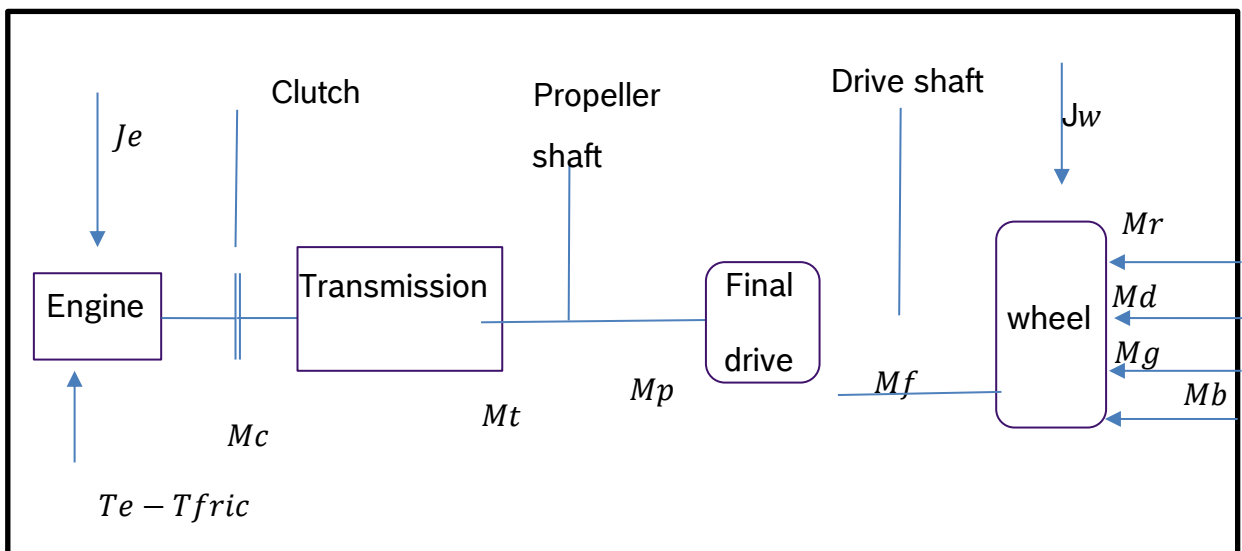 Clutch
Propeller
shaft
Drive shaft
Je
Jw
Engine
Transmission
Final
drive
wheel
Mr
Md
Mg
Mb
Mf
Mp
Mt
Mc
Te − Tfric